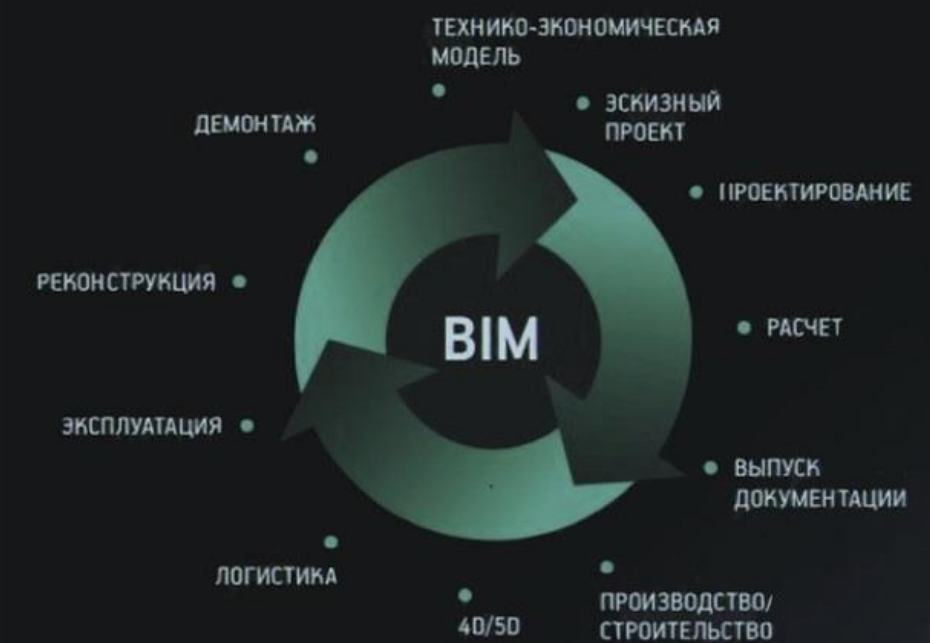 ТЕХНИКО-ЭКОНОМИЧЕСКАЯ
МОДЕЛЬ
ЭСКИЗНЫЙ
ПРОЕКТ
ПРОЕКТИРОВАНИЕ
РАСЧЕТ
ВЫПУСК
ДОКУМЕНТАЦИИ
ПРОИЗВОДСТВО/
СТРОИТЕЛЬСТВО
4D/5D
ЛОГИСТИКА
ЭКСПЛУАТАЦИЯ
РЕКОНСТРУКЦИЯ
ДЕМОНТАЖ
BIM